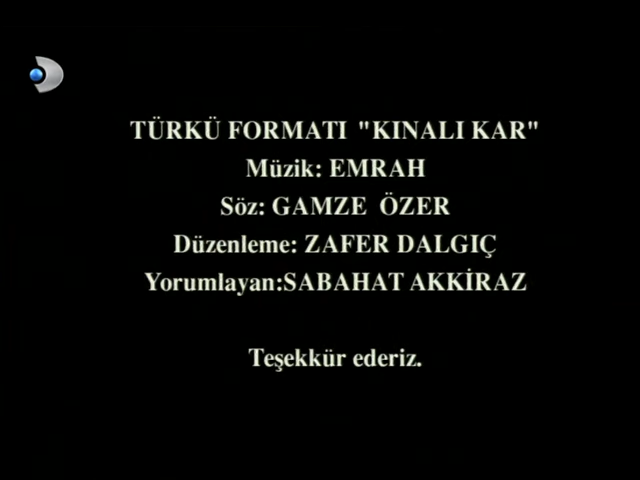 TÜRKÜ FORMATI "KINALI KAR"
Müzik: EMRAH
Söz: GAMZE ÖZER
Düzenleme: ZAFER DALGIÇ
Yorumlayan:SABAHAT AKKİRAZ
Teşekkür ederiz.